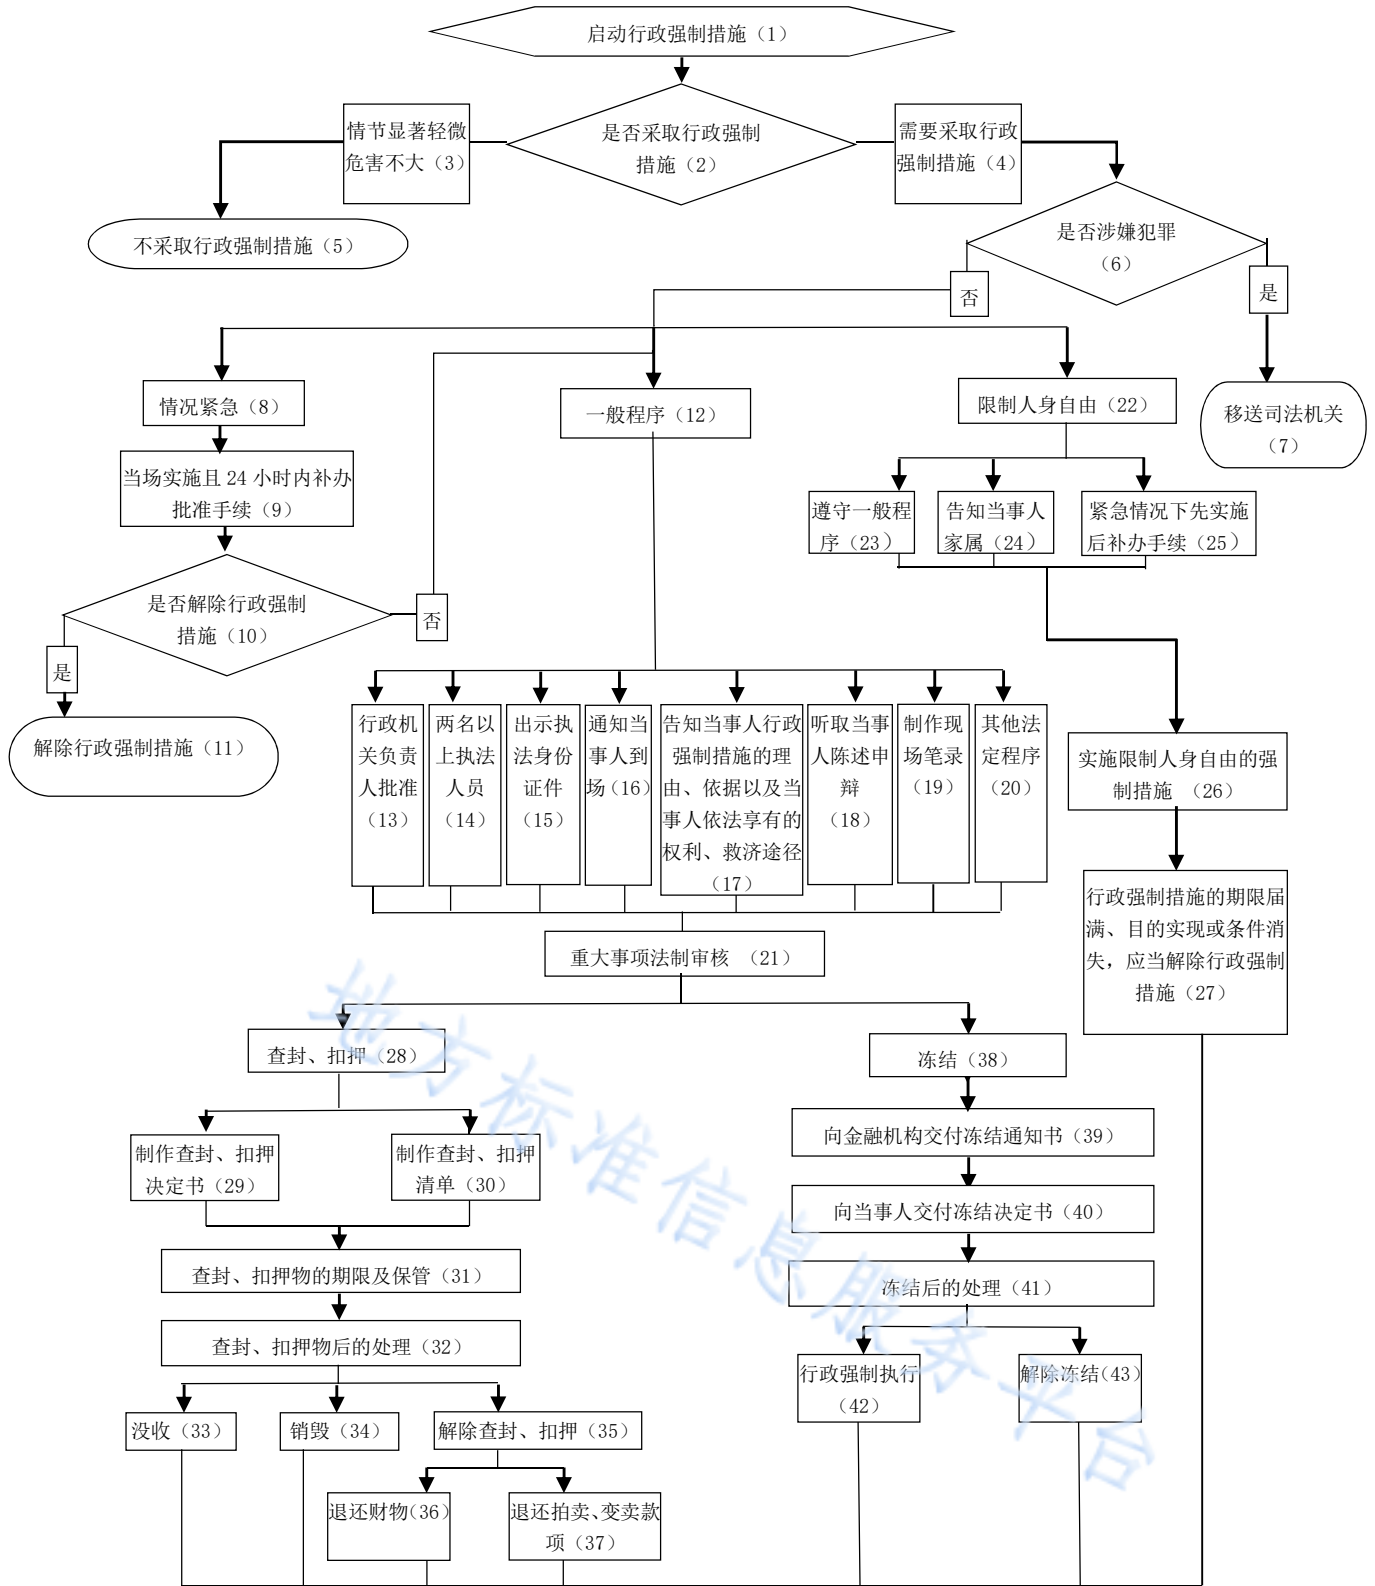 启动行政强制措施（1）
情节显著轻微
危害不大（3）
是否采取行政强制
措施（2）
需要采取行政
强制措施（4）
不采取行政强制措施（5）
是否涉嫌犯罪
（6）
否
是
情况紧急（8）
一般程序（12）
限制人身自由（22）
移送司法机关
（7）
当场实施且 24 小时内补办
批准手续（9）
遵守一般程
序（23）
告知当事人
家属（24）
紧急情况下先实施
后补办手续（25）
是否解除行政强制
措施（10）
否
是
解除行政强制措施（11）
行政机
关负责
人批准
（13）
两名以
上执法
人员
（14）
出示执
法身份
证件
（15）
通知当
事人到
场（16）
告知当事人行政
强制措施的理
由、依据以及当
事人依法享有的
权利、救济途径
（17）
听取当事
人陈述申
辩
（18）
制作现
场笔录
（19）
其他法
定程序
（20）
实施限制人身自由的强
制措施 （26）
行政强制措施的期限届
满、目的实现或条件消
失，应当解除行政强制
措施（27）
重大事项法制审核 （21）
查封、扣押（28）
冻结（38）
制作查封、扣押
决定书（29）
制作查封、扣押
清单（30）
向金融机构交付冻结通知书（39）
向当事人交付冻结决定书（40）
查封、扣押物的期限及保管（31）
冻结后的处理（41）
查封、扣押物后的处理（32）
行政强制执行
（42）
解除冻结(43)
没收（33）
销毁（34）
解除查封、扣押（35）
退还财物(36)
退还拍卖、变卖款
项（37）
地方标准信息服务平台